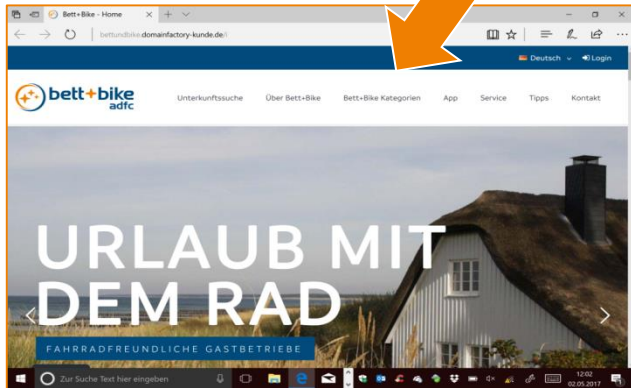 Bett+Bike - Home
bettundbike.domainfactory-kunde.de/
Deutsch Login
bett+bike
adfc
Unterkunftssuche Über Bett+Bike Bett+Bike Kategorien App Service Tipps Kontakt
URLAUB MIT
DEM RAD
FAHRRADFREUNDLICHE GASTBETRIEBE
Zur Suche Text hier eingeben
12:02
02.05.2017